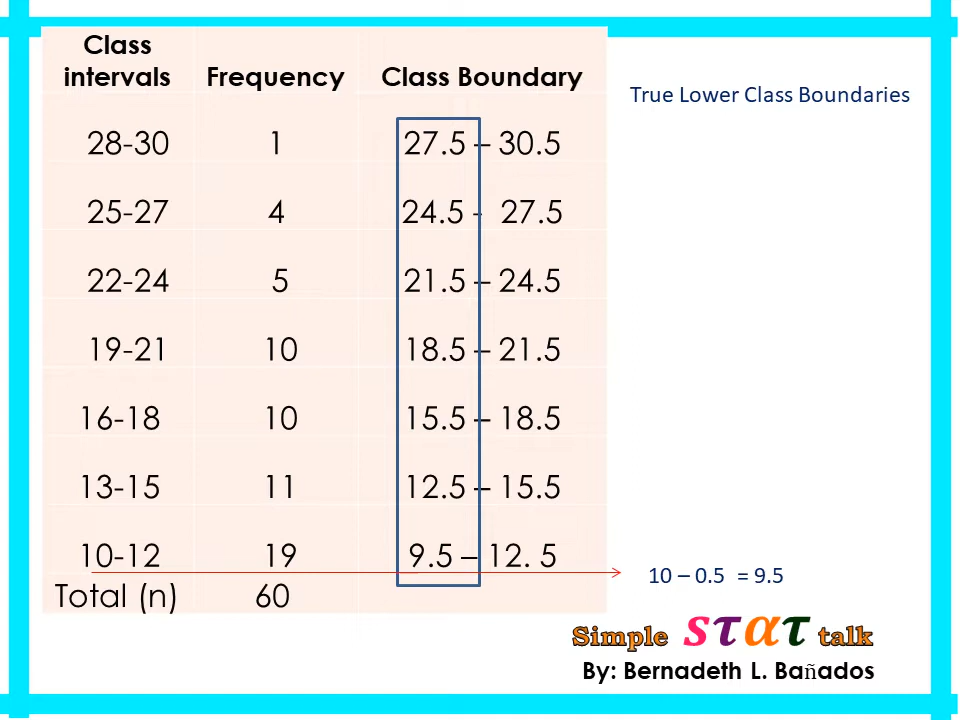 Class intervals Frequency Class Boundary
True Lower Class Boundaries
28-30 1 27.5 – 30.5
25-27 4 24.5 - 27.5
22-24 5 21.5 – 24.5
19-21 10 18.5 – 21.5
16-18 10 15.5 – 18.5
13-15 11 12.5 – 15.5
10-12 19 9.5 – 12. 5
10 – 0.5 = 9.5
Total (n) 60
Simple sτατ talk
By: Bernadeth L. Bañados